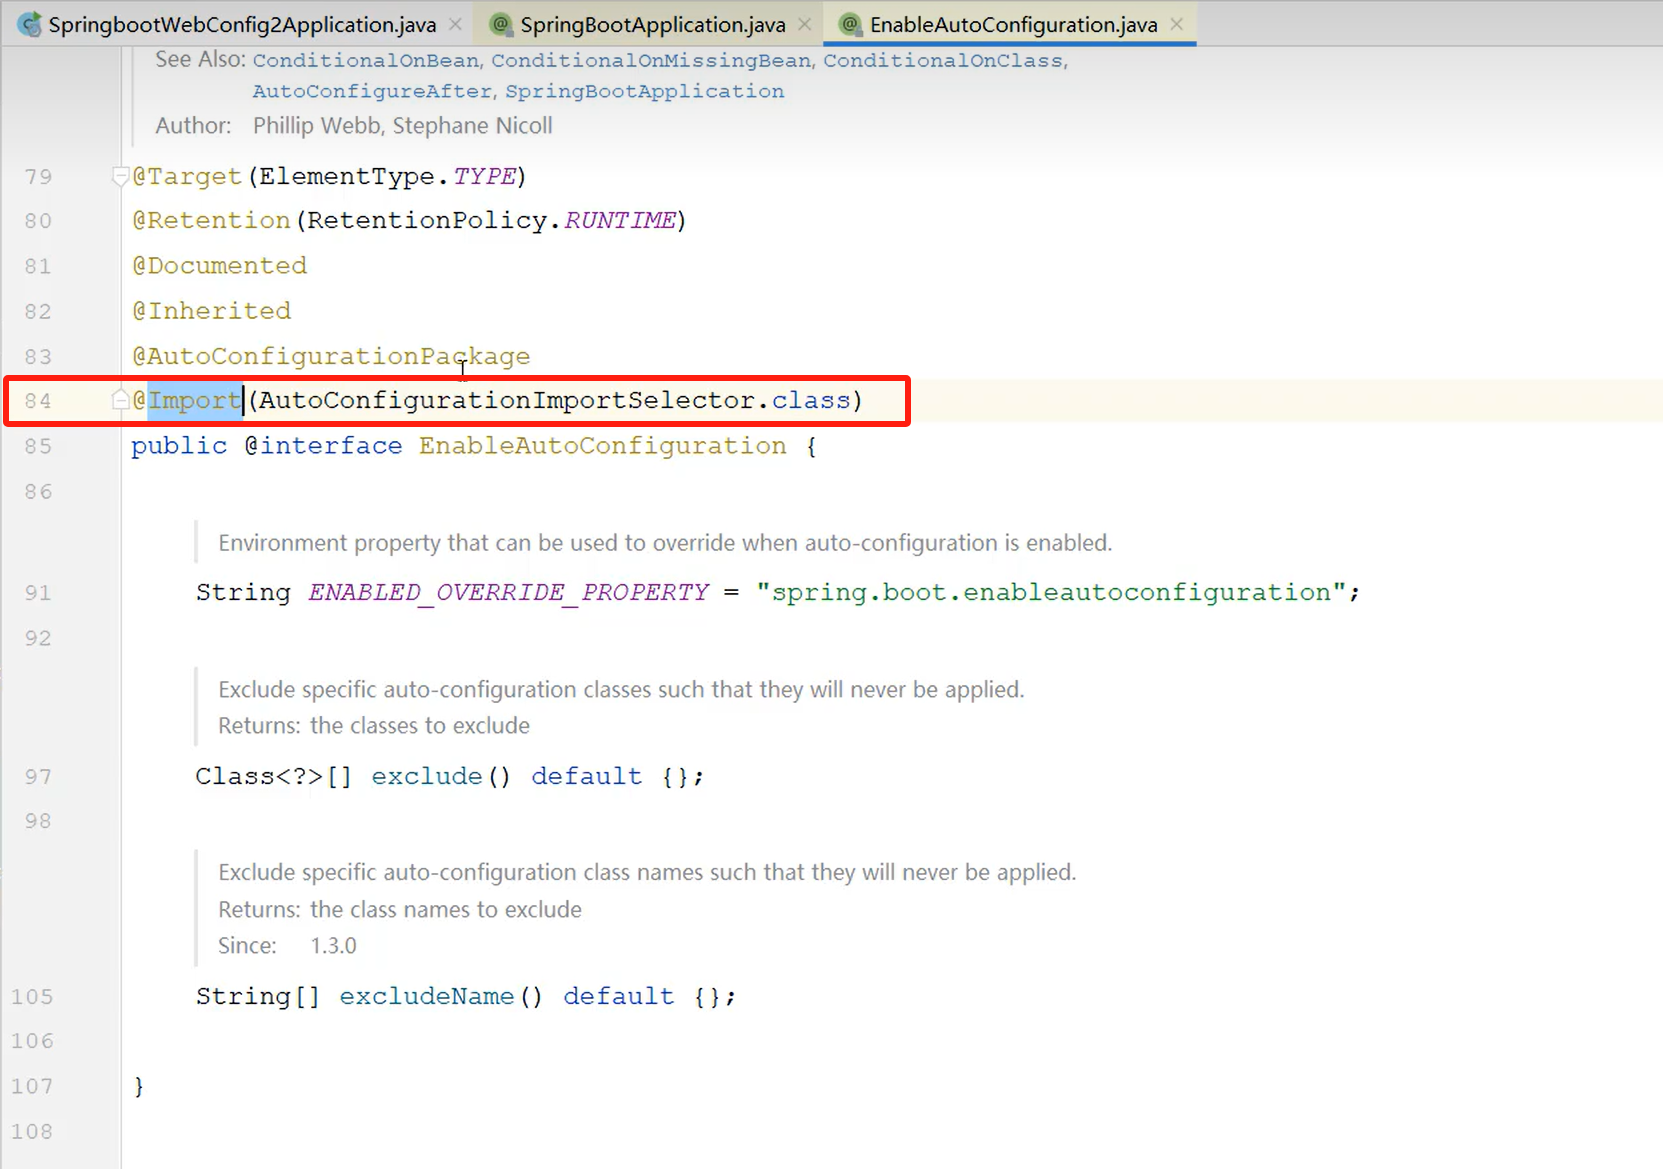 SpringbootWebConfig2Application.java × @ SpringBootApplication.java × @ EnableAutoConfiguration.java ×
See Also: ConditionalOnBean, ConditionalOnMissingBean, ConditionalOnClass,
AutoConfigureAfter, SpringBootApplication
Author: Phillip Webb, Stephane Nicoll
79 @Target(ElementType.TYPE)
80 @Retention(RetentionPolicy.RUNTIME)
81 @Documented
82 @Inherited
83 @AutoConfigurationPackage
84 @Import(AutoConfigurationImportSelector.class)
85 public @interface EnableAutoConfiguration {
86
Environment property that can be used to override when auto-configuration is enabled.
91 String ENABLED_OVERRIDE_PROPERTY = "spring.boot.enableautoconfiguration";
92
Exclude specific auto-configuration classes such that they will never be applied.
Returns: the classes to exclude
97 Class<?>[] exclude() default {};
98
Exclude specific auto-configuration class names such that they will never be applied.
Returns: the class names to exclude
Since: 1.3.0
105 String[] excludeName() default {};
106
107 }
108